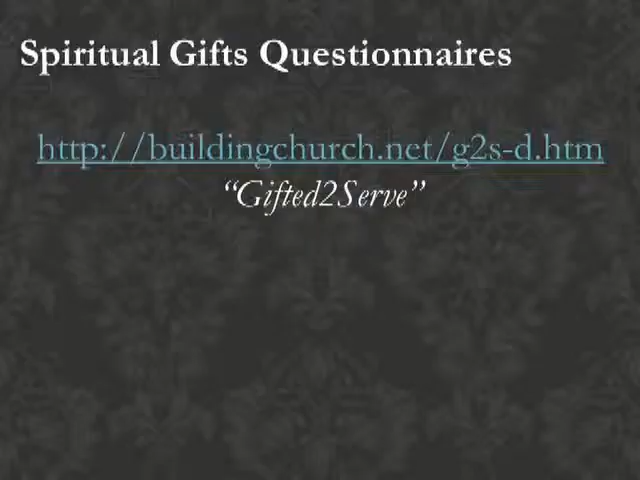 Spiritual Gifts Questionnaires
http://buildingchurch.net/g2s-d.htm
“Gifted2Serve”